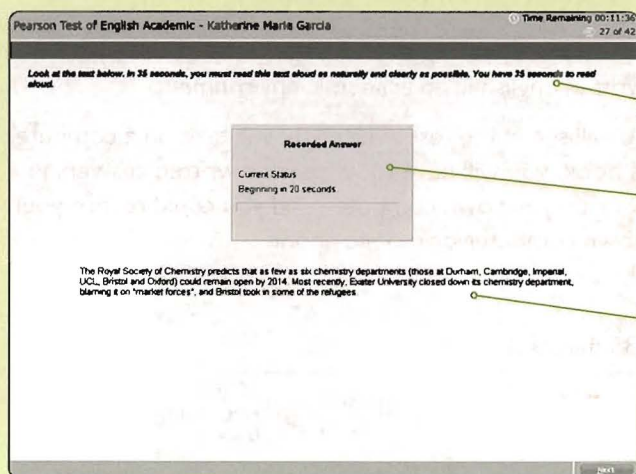 Pearson Test of English Academic - Katherine Marie Garcia
Time Remaining 00:11:36
27 of 42
Look at the text below. In 35 seconds, you must read this text aloud as naturally and clearly as possible. You have 35 seconds to read
aloud.
Recorded Answer
Current Status
Beginning in 20 seconds
The Royal Society of Chemistry predicts that as few as six chemistry departments (those at Durham, Cambridge, Imperial,
UCL, Bristol and Oxford) could remain open by 2014. Most recently, Exeter University closed down its chemistry department,
blaming it on "market forces", and Bristol took in some of the refugees
Next